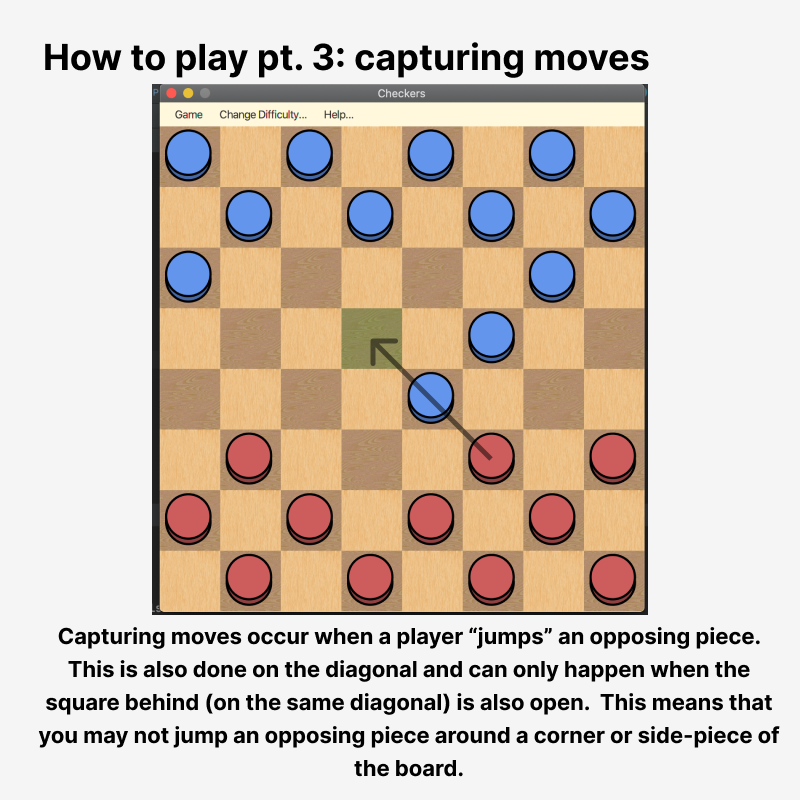 How to play pt. 3: capturing moves
Checkers
Game Change Difficulty... Help...
Capturing moves occur when a player “jumps” an opposing piece.
This is also done on the diagonal and can only happen when the
square behind (on the same diagonal) is also open.  This means that
you may not jump an opposing piece around a corner or side-piece of
the board.